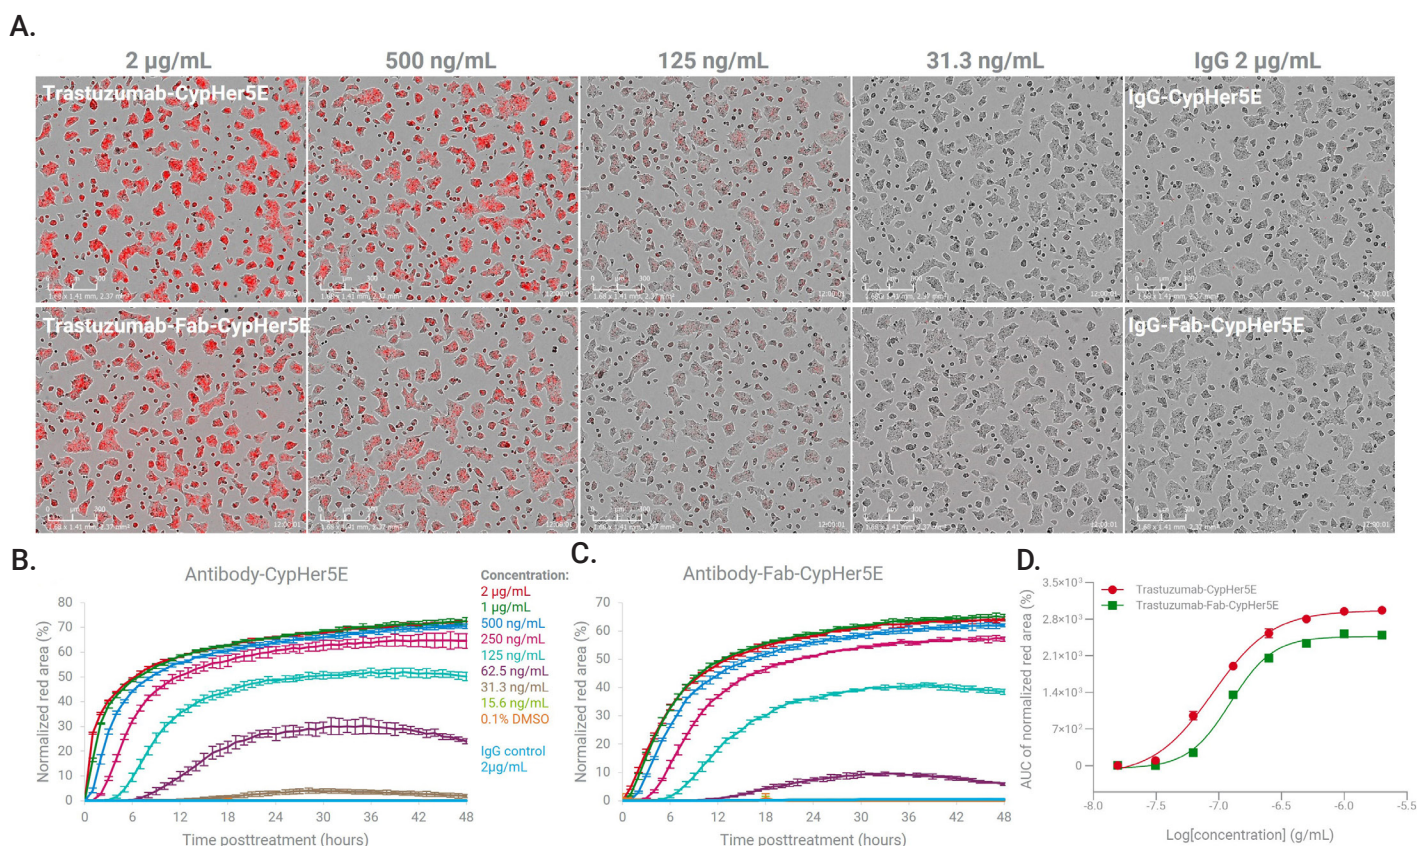 A.
2 µg/mL
500 ng/mL
125 ng/mL
31.3 ng/mL
IgG 2 µg/mL
Trastuzumab-CypHer5E
IgG-CypHer5E
Trastuzumab-Fab-CypHer5E
IgG-Fab-CypHer5E
B.
Antibody-CypHer5E
Normalized red area (%)
80
70
60
50
40
30
20
10
0
0 6 12 18 24 30 36 42 48
Time posttreatment (hours)
Concentration:
2 µg/mL
1 µg/mL
500 ng/mL
250 ng/mL
125 ng/mL
62.5 ng/mL
31.3 ng/mL
15.6 ng/mL
0.1% DMSO
IgG control
2µg/mL
C.
Antibody-Fab-CypHer5E
Normalized red area (%)
70
60
50
40
30
20
10
0
0 6 12 18 24 30 36 42 48
Time posttreatment (hours)
D.
Trastuzumab-CypHer5E
Trastuzumab-Fab-CypHer5E
AUC of normalized red area (%)
3.5×10³
2.8×10³
2.1×10³
1.4×10³
7×10²
0
-8.0 -7.5 -7.0 -6.5 -6.0 -5.5
Log[concentration] (g/mL)